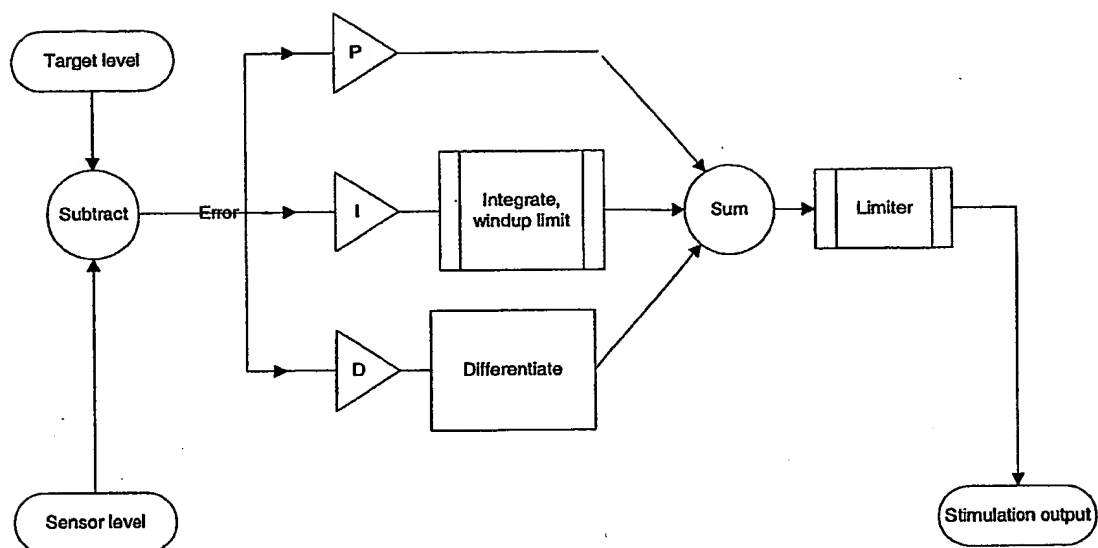 Target level
P
Subtract
Error
I
Integrate,
windup limit
Sum
Limiter
D
Differentiate
Sensor level
Stimulation output